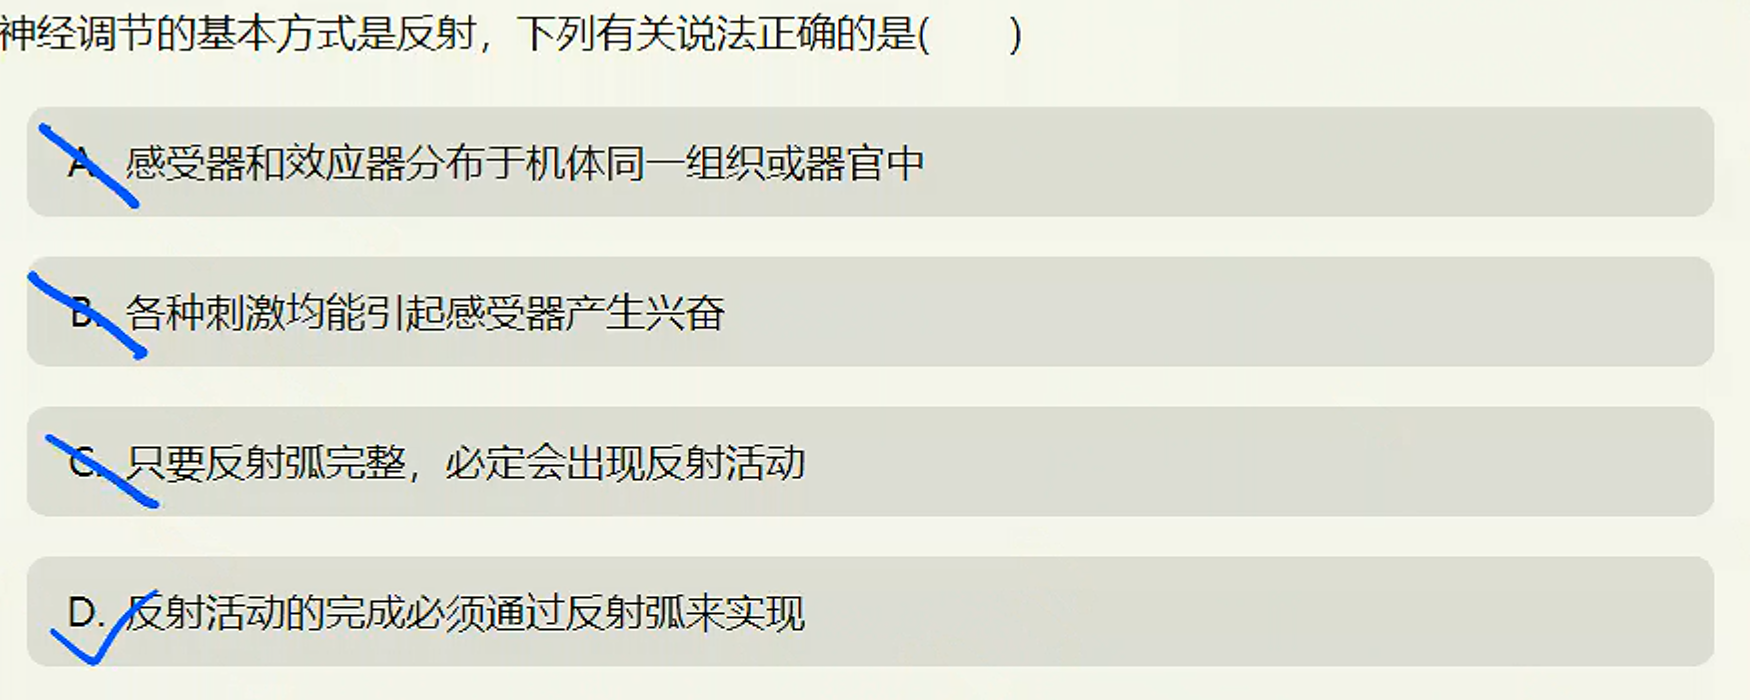 神经调节的基本方式是反射，下列有关说法正确的是(　　)
A. 感受器和效应器分布于机体同一组织或器官中
B. 各种刺激均能引起感受器产生兴奋
C. 只要反射弧完整，必定会出现反射活动
D. 反射活动的完成必须通过反射弧来实现